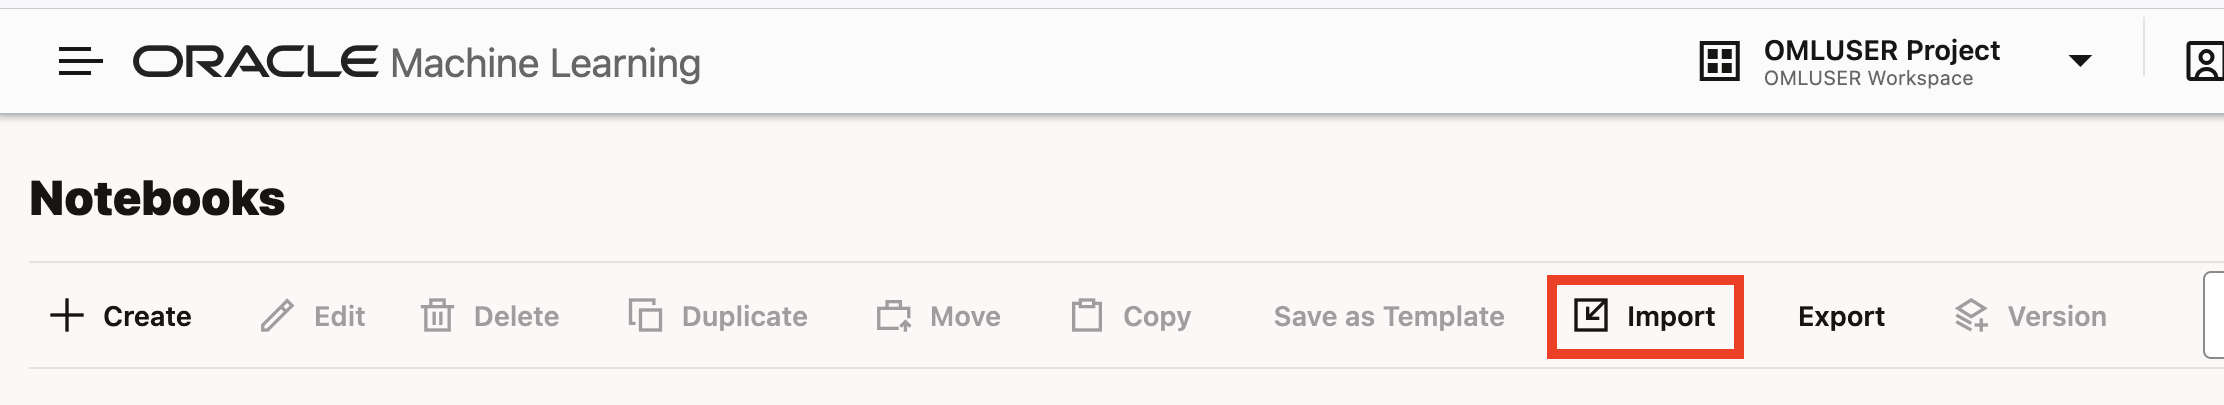 ORACLE Machine Learning
OMLUSER Project
OMLUSER Workspace
Notebooks
Create Edit Delete Duplicate Move Copy Save as Template Import Export Version